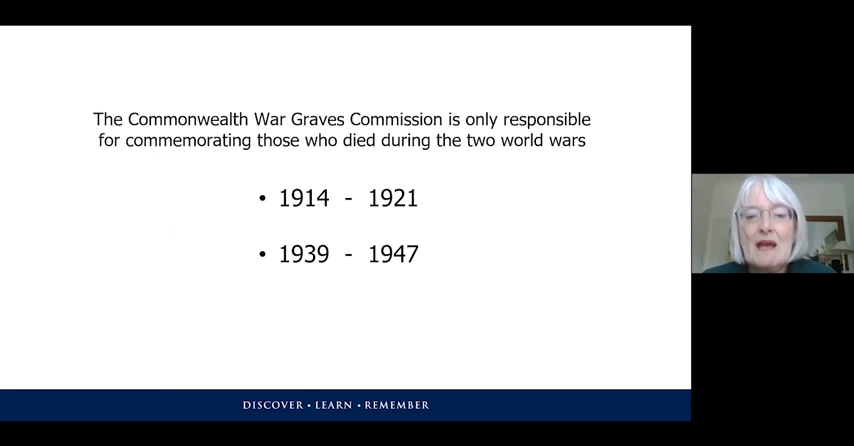 The Commonwealth War Graves Commission is only responsible
for commemorating those who died during the two world wars
• 1914 - 1921
• 1939 - 1947
DISCOVER • LEARN • REMEMBER